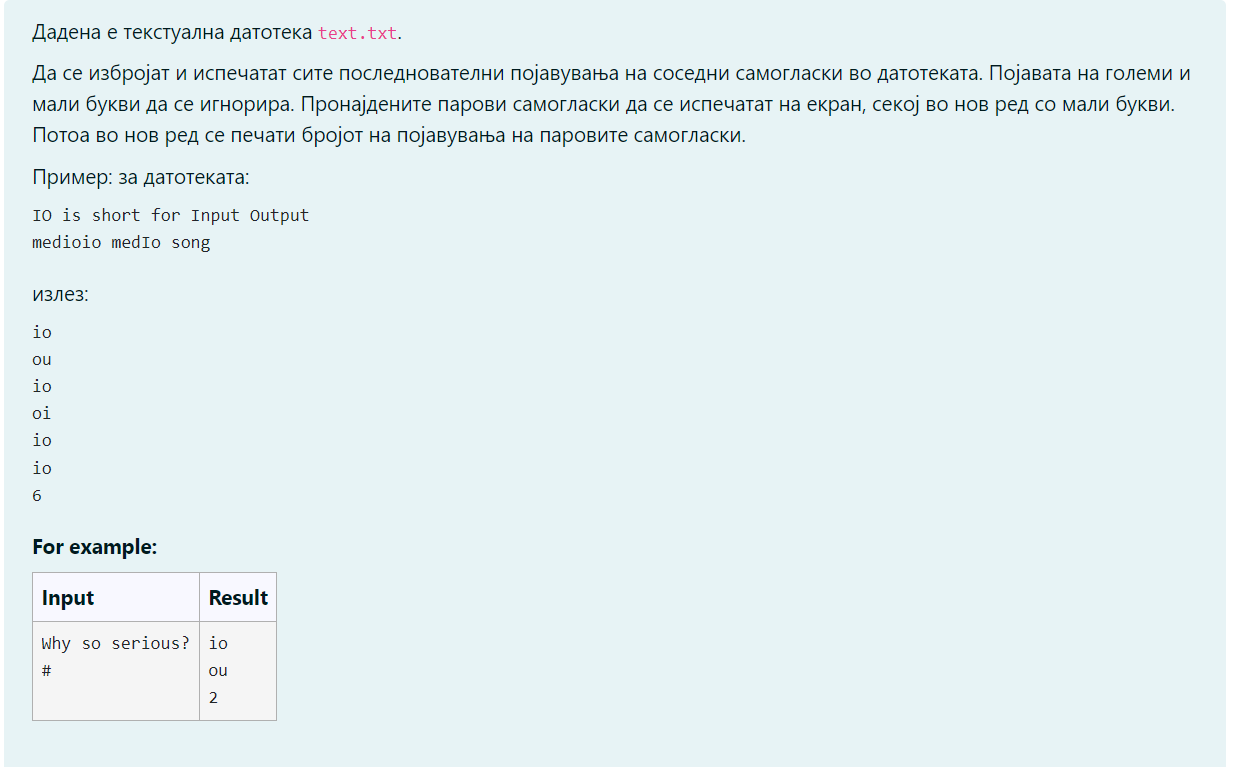 Дадена е текстуална датотека text.txt.
Да се избројат и испечатат сите последнователни појавувања на соседни самогласки во датотеката. Појавата на големи и
мали букви да се игнорира. Пронајдените парови самогласки да се испечатат на екран, секој во нов ред со мали букви.
Потоа во нов ред се печати бројот на појавувања на паровите самогласки.
Пример: за датотеката:
IO is short for Input Output
medioio medIo song
излез:
io
ou
io
oi
io
io
6
For example:
Input Result
Why so serious? io
# ou
2